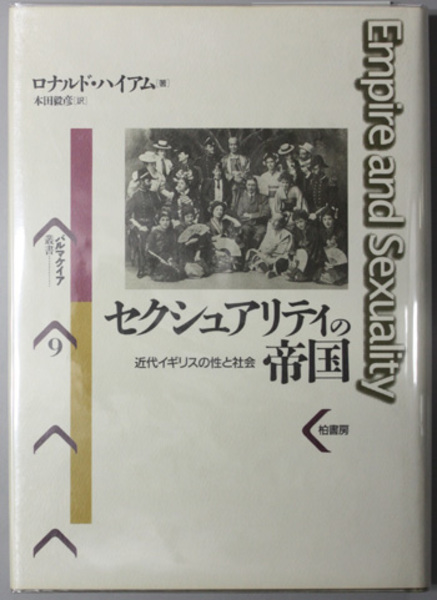 ロナルド・ハイアム[著]
本田毅彦[訳]
Empire and Sexuality
パルマケイア
叢書
9
セクシュアリティの
帝国
近代イギリスの性と社会
柏書房